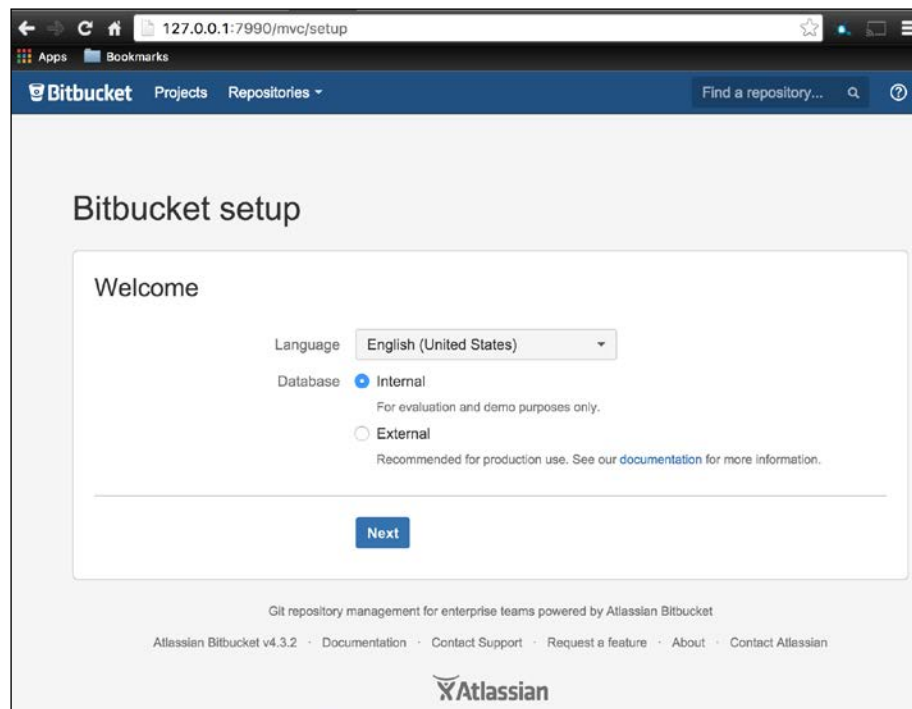 127.0.0.1:7990/mvc/setup
Apps Bookmarks
Bitbucket Projects Repositories Find a repository...
Bitbucket setup
Welcome
Language English (United States)
Database Internal
For evaluation and demo purposes only.
External
Recommended for production use. See our documentation for more information.
Next
Git repository management for enterprise teams powered by Atlassian Bitbucket
Atlassian Bitbucket v4.3.2 · Documentation · Contact Support · Request a feature · About · Contact Atlassian
Atlassian